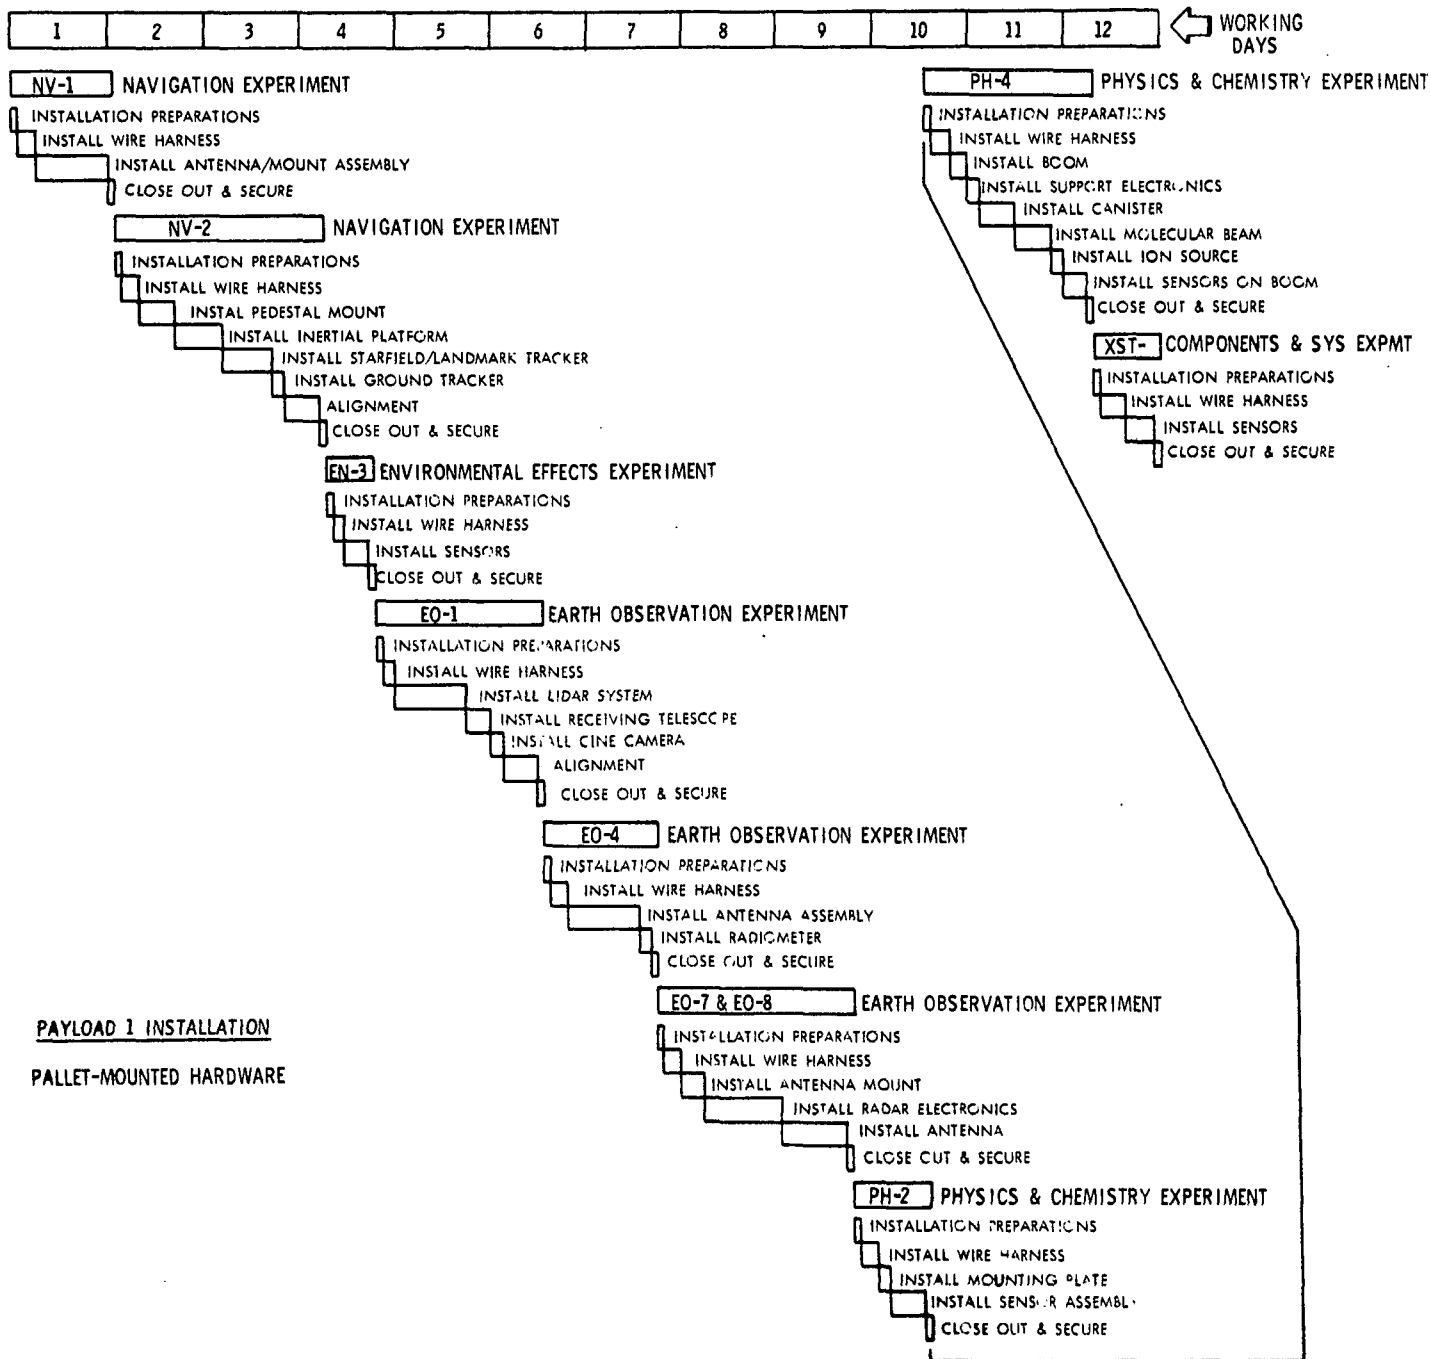 1 2 3 4 5 6 7 8 9 10 11 12 WORKING
DAYS
NV-1 NAVIGATION EXPERIMENT
INSTALLATION PREPARATIONS
INSTALL WIRE HARNESS
INSTALL ANTENNA/MOUNT ASSEMBLY
CLOSE OUT & SECURE
NV-2 NAVIGATION EXPERIMENT
INSTALLATION PREPARATIONS
INSTALL WIRE HARNESS
INSTAL PEDESTAL MOUNT
INSTALL INERTIAL PLATFORM
INSTALL STARFIELD/LANDMARK TRACKER
INSTALL GROUND TRACKER
ALIGNMENT
CLOSE OUT & SECURE
EN-3 ENVIRONMENTAL EFFECTS EXPERIMENT
INSTALLATION PREPARATIONS
INSTALL WIRE HARNESS
INSTALL SENSORS
CLOSE OUT & SECURE
EO-1 EARTH OBSERVATION EXPERIMENT
INSTALLATION PREPARATIONS
INSTALL WIRE HARNESS
INSTALL LIDAR SYSTEM
INSTALL RECEIVING TELESCOPE
INSTALL CINE CAMERA
ALIGNMENT
CLOSE OUT & SECURE
EO-4 EARTH OBSERVATION EXPERIMENT
INSTALLATION PREPARATIONS
INSTALL WIRE HARNESS
INSTALL ANTENNA ASSEMBLY
INSTALL RADIOMETER
CLOSE OUT & SECURE
EO-7 & EO-8 EARTH OBSERVATION EXPERIMENT
INSTALLATION PREPARATIONS
INSTALL WIRE HARNESS
INSTALL ANTENNA MOUNT
INSTALL RADAR ELECTRONICS
INSTALL ANTENNA
CLOSE OUT & SECURE
PH-2 PHYSICS & CHEMISTRY EXPERIMENT
INSTALLATION PREPARATIONS
INSTALL WIRE HARNESS
INSTALL MOUNTING PLATE
INSTALL SENSOR ASSEMBLY
CLOSE OUT & SECURE
PH-4 PHYSICS & CHEMISTRY EXPERIMENT
INSTALLATION PREPARATIONS
INSTALL WIRE HARNESS
INSTALL BOOM
INSTALL SUPPORT ELECTRONICS
INSTALL CANISTER
INSTALL MOLECULAR BEAM
INSTALL ION SOURCE
INSTALL SENSORS ON BOOM
CLOSE OUT & SECURE
XST- COMPONENTS & SYS EXPMT
INSTALLATION PREPARATIONS
INSTALL WIRE HARNESS
INSTALL SENSORS
CLOSE OUT & SECURE
PAYLOAD 1 INSTALLATION
PALLET-MOUNTED HARDWARE